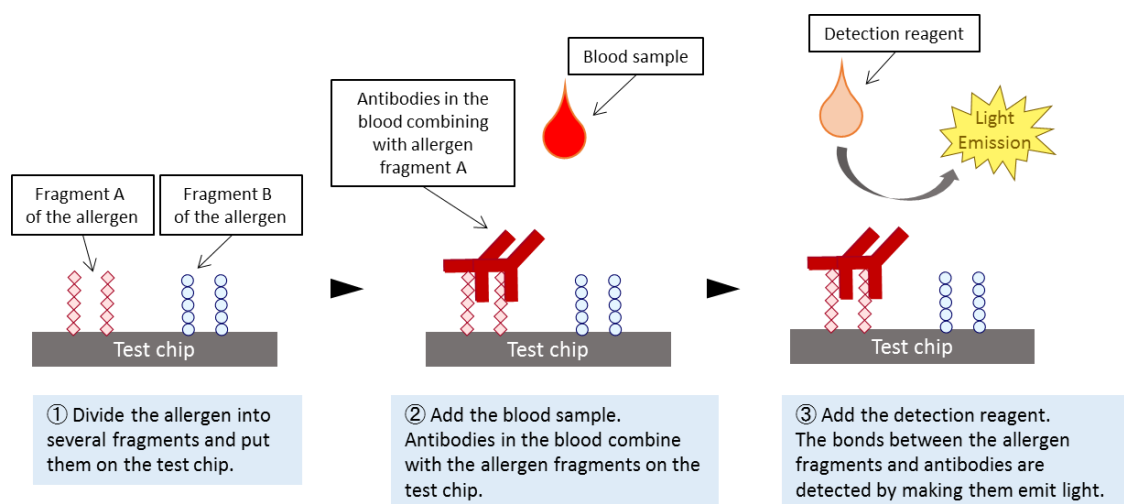 Fragment A
of the allergen
Fragment B
of the allergen
Test chip
① Divide the allergen into
several fragments and put
them on the test chip.
Antibodies in the
blood combining
with allergen
fragment A
Blood sample
Test chip
② Add the blood sample.
Antibodies in the blood combine
with the allergen fragments on the
test chip.
Detection reagent
Light
Emission
Test chip
③ Add the detection reagent.
The bonds between the allergen
fragments and antibodies are
detected by making them emit light.